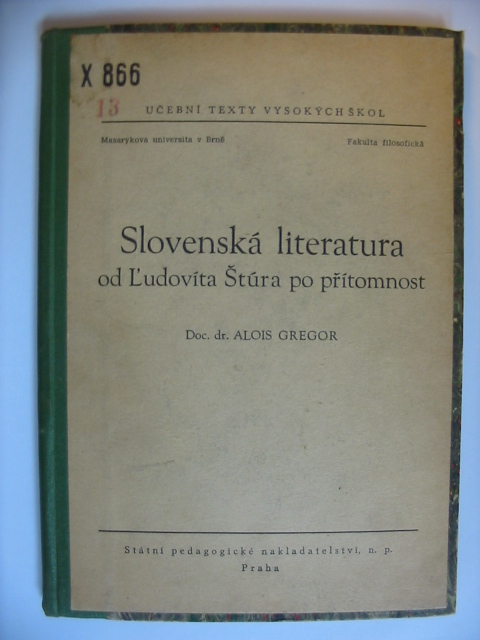 X 866
13
UČEBNÍ TEXTY VYSOKÝCH ŠKOL
Masarykova universita v Brně Fakulta filosofická
Slovenská literatura
od Ľudovíta Štúra po přítomnost
Doc. dr. ALOIS GREGOR
Státní pedagogické nakladatelství, n. p.
Praha